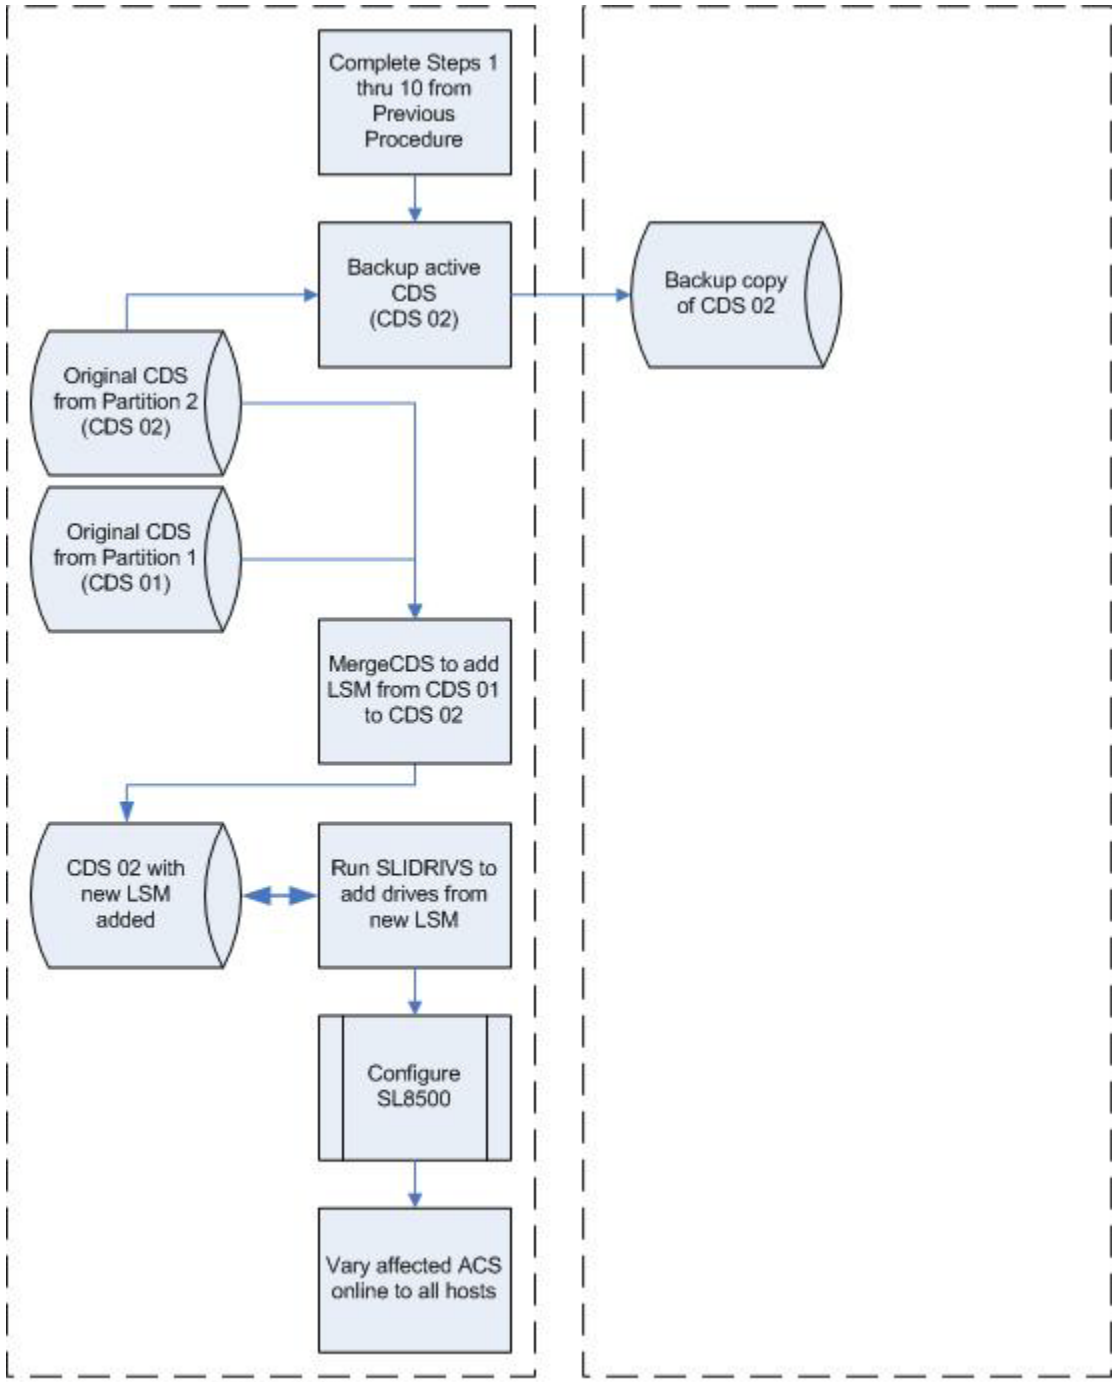 Complete Steps 1
thru 10 from
Previous
Procedure
Backup active
CDS
(CDS 02)
Backup copy
of CDS 02
Original CDS
from Partition 2
(CDS 02)
Original CDS
from Partition 1
(CDS 01)
MergeCDS to add
LSM from CDS 01
to CDS 02
CDS 02 with
new LSM
added
Run SLIDRIVS to
add drives from
new LSM
Configure
SL8500
Vary affected ACS
online to all hosts